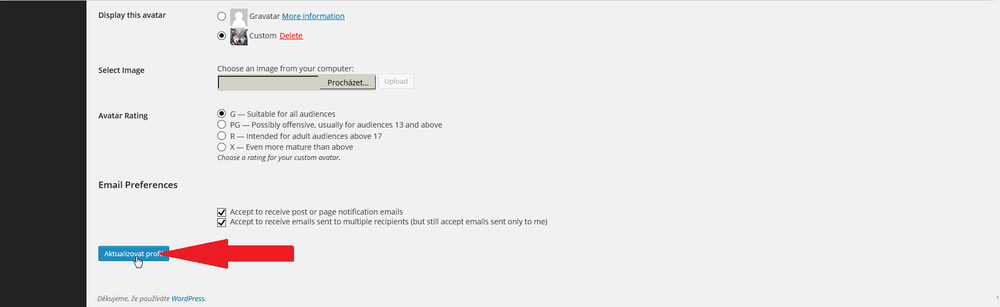 Display this avatar
Gravatar More information
Custom Delete
Select Image
Choose an image from your computer:
Procházet...
Upload
Avatar Rating
G — Suitable for all audiences
PG — Possibly offensive, usually for audiences 13 and above
R — Intended for adult audiences above 17
X — Even more mature than above
Choose a rating for your custom avatar.
Email Preferences
Accept to receive post or page notification emails
Accept to receive emails sent to multiple recipients (but still accept emails sent only to me)
Aktualizovat profil
Děkujeme, že používáte WordPress.